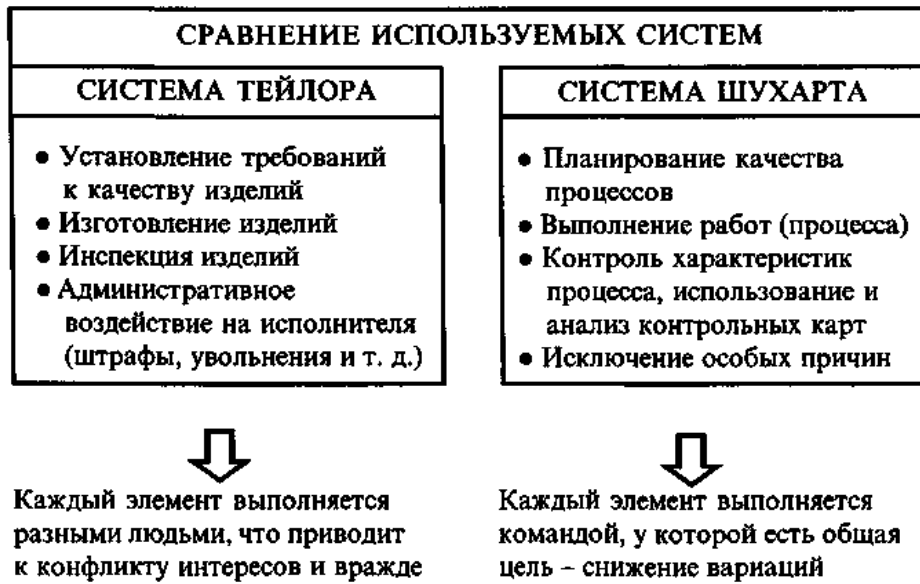 СРАВНЕНИЕ ИСПОЛЬЗУЕМЫХ СИСТЕМ
СИСТЕМА ТЕЙЛОРА
● Установление требований
к качеству изделий
● Изготовление изделий
● Инспекция изделий
● Административное
воздействие на исполнителя
(штрафы, увольнения и т. д.)
Каждый элемент выполняется
разными людьми, что приводит
к конфликту интересов и вражде
СИСТЕМА ШУХАРТА
● Планирование качества
процессов
● Выполнение работ (процесса)
● Контроль характеристик
процесса, использование и
анализ контрольных карт
● Исключение особых причин
Каждый элемент выполняется
командой, у которой есть общая
цель – снижение вариаций